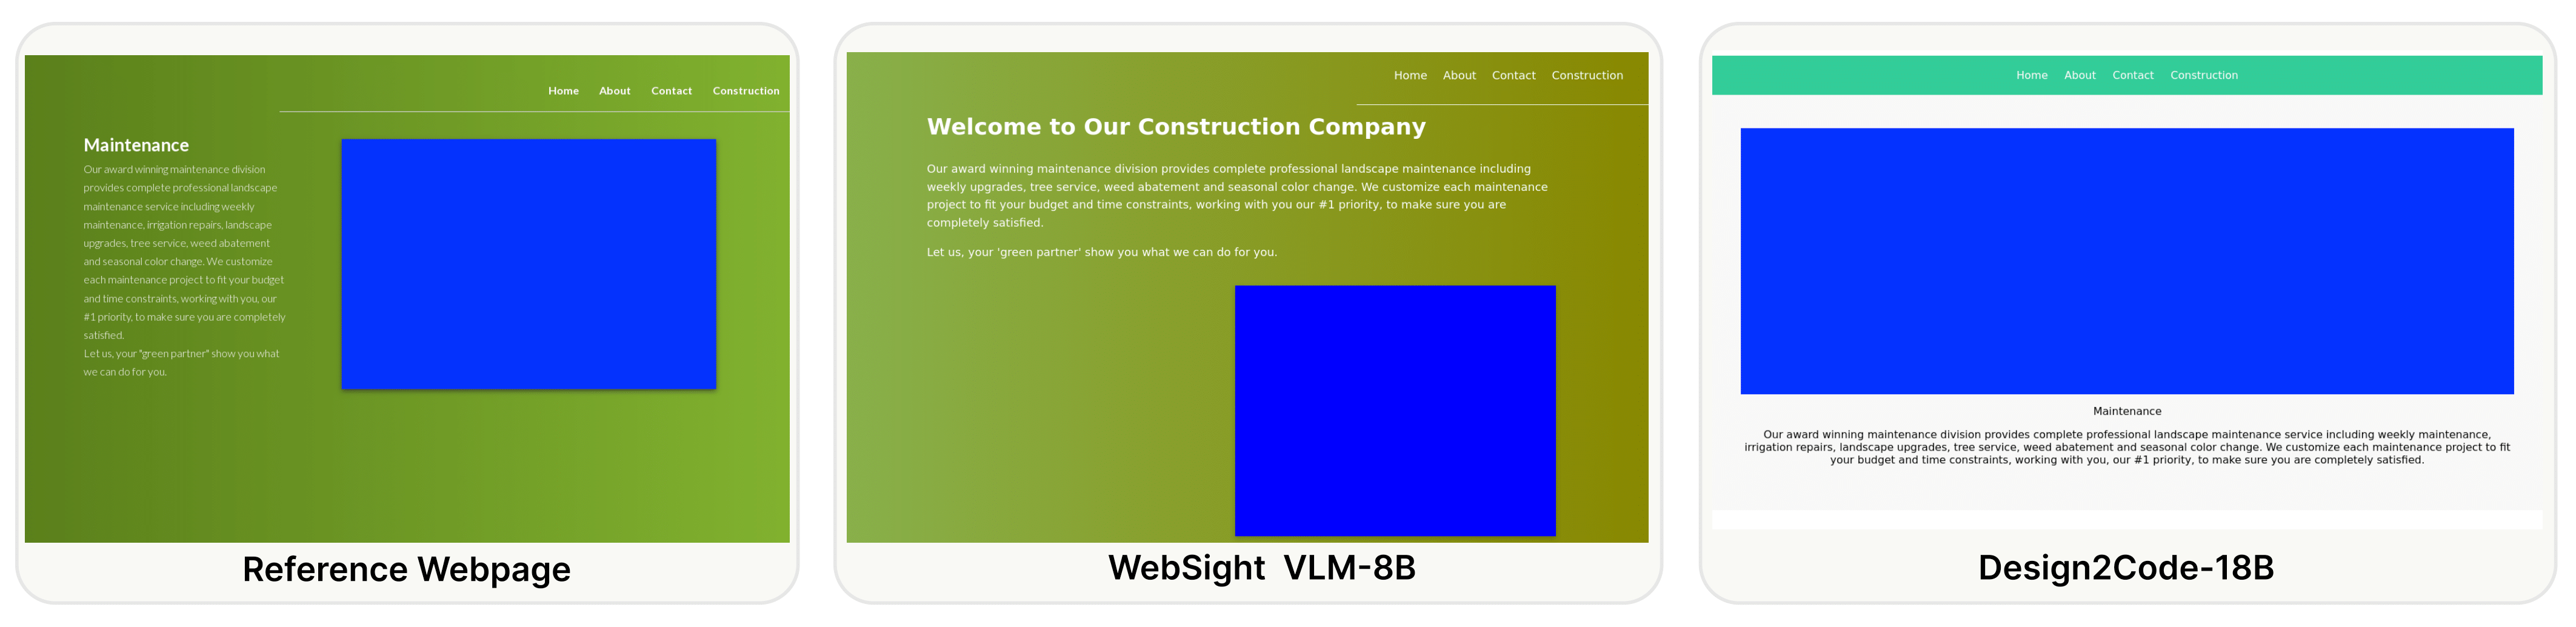 Home About Contact Construction
Maintenance
Our award winning maintenance division
provides complete professional landscape
maintenance service including weekly
maintenance, irrigation repairs, landscape
upgrades, tree service, weed abatement
and seasonal color change. We customize
each maintenance project to fit your budget
and time constraints, working with you, our
#1 priority, to make sure you are completely
satisfied.
Let us, your "green partner" show you what
we can do for you.
Reference Webpage
Home About Contact Construction
Welcome to Our Construction Company
Our award winning maintenance division provides complete professional landscape maintenance including
weekly upgrades, tree service, weed abatement and seasonal color change. We customize each maintenance
project to fit your budget and time constraints, working with you our #1 priority, to make sure you are
completely satisfied.
Let us, your 'green partner' show you what we can do for you.
WebSight VLM-8B
Home About Contact Construction
Maintenance
Our award winning maintenance division provides complete professional landscape maintenance service including weekly maintenance,
irrigation repairs, landscape upgrades, tree service, weed abatement and seasonal color change. We customize each maintenance project to fit
your budget and time constraints, working with you, our #1 priority, to make sure you are completely satisfied.
Design2Code-18B